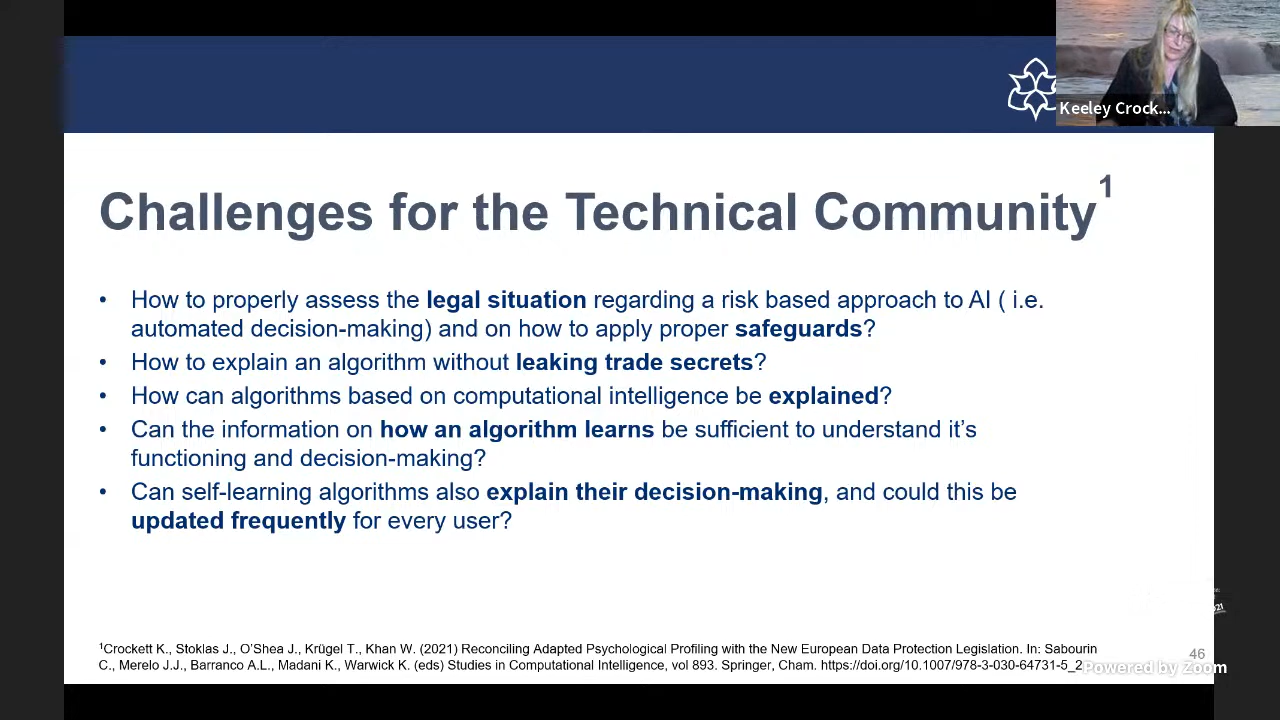 Keeley Crock...
Challenges for the Technical Community1
• How to properly assess the legal situation regarding a risk based approach to AI ( i.e.
automated decision-making) and on how to apply proper safeguards?
• How to explain an algorithm without leaking trade secrets?
• How can algorithms based on computational intelligence be explained?
• Can the information on how an algorithm learns be sufficient to understand it's
functioning and decision-making?
• Can self-learning algorithms also explain their decision-making, and could this be
updated frequently for every user?
1Crockett K., Stoklas J., O'Shea J., Krügel T., Khan W. (2021) Reconciling Adapted Psychological Profiling with the New European Data Protection Legislation. In: Sabourin
C., Merelo J.J., Barranco A.L., Madani K., Warwick K. (eds) Studies in Computational Intelligence, vol 893. Springer, Cham. https://doi.org/10.1007/978-3-030-64731-5_2
46
Powered by Zoom